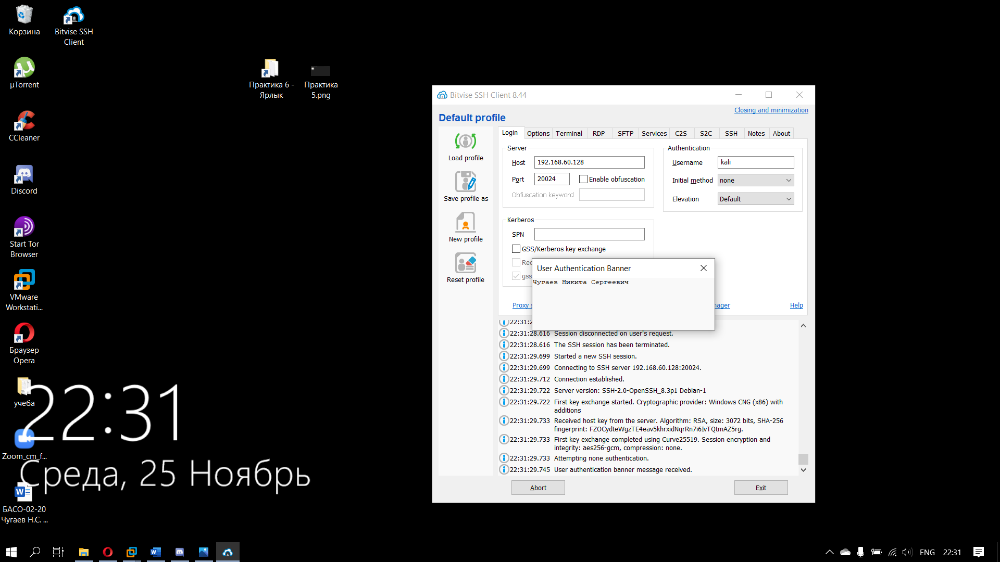 Корзина
Bitvise SSH
Client
µTorrent
CCleaner
Discord
Start Tor
Browser
VMware
Workstati...
Браузер
Opera
учеба
Zoom_cm_f...
БАСО-02-20
Чугаев Н.С. ...
Практика 6 -
Ярлык
Практика
5.png
22:31
Среда, 25 Ноябрь
Bitvise SSH Client 8.44
Closing and minimization
Default profile
Load profile
Save profile as
New profile
Reset profile
Login Options Terminal RDP SFTP Services C2S S2C SSH Notes About
Server
Host 192.168.60.128
Port 20024 Enable obfuscation
Obfuscation keyword
Authentication
Username kali
Initial method none
Elevation Default
Kerberos
SPN
GSS/Kerberos key exchange
Rec
gss
User Authentication Banner
Чугаев Никита Сергеевич
Proxy s
nager
Help
22:31:2
22:31:28.616 Session disconnected on user's request.
22:31:28.616 The SSH session has been terminated.
22:31:29.699 Started a new SSH session.
22:31:29.699 Connecting to SSH server 192.168.60.128:20024.
22:31:29.712 Connection established.
22:31:29.722 Server version: SSH-2.0-OpenSSH_8.3p1 Debian-1
22:31:29.722 First key exchange started. Cryptographic provider: Windows CNG (x86) with
additions
22:31:29.733 Received host key from the server. Algorithm: RSA, size: 3072 bits, SHA-256
fingerprint: FZOCydteWgzTE4eav5khrxidNqrRn7i6IvTQtmAZ5rg.
22:31:29.733 First key exchange completed using Curve25519. Session encryption and
integrity: aes256-gcm, compression: none.
22:31:29.733 Attempting none authentication.
22:31:29.745 User authentication banner message received.
Abort
Exit
ENG 22:31